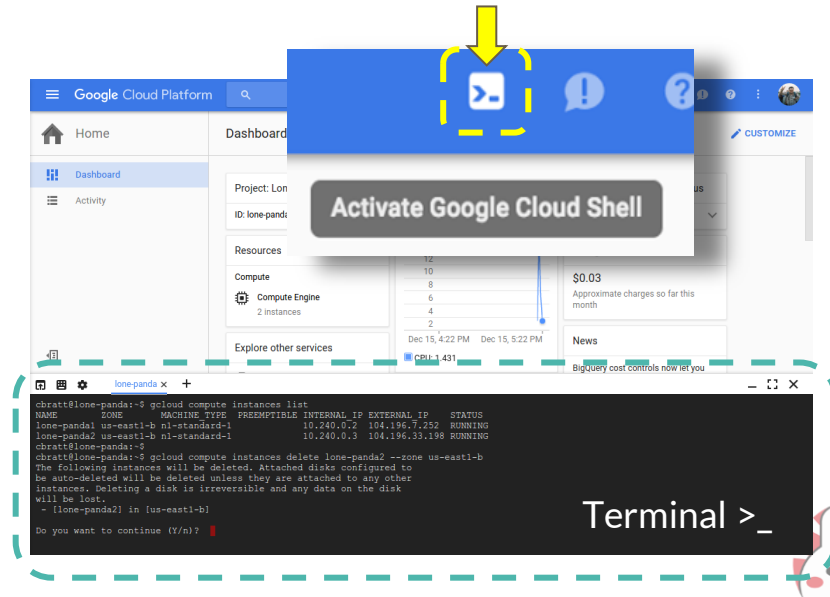 Google Cloud Platform
Home
Dashboard
CUSTOMIZE
Activate Google Cloud Shell
Dashboard
Activity
Project: Lon
us
ID: lone-panda
Resources
Compute
Compute Engine
2 instances
12
10
8
6
4
2
Dec 15, 4:22 PM Dec 15, 5:22 PM
CPU: 1.431
$0.03
Approximate charges so far this
month
Explore other services
News
BigQuery cost controls now let you
lone-panda × +
cbratt@lone-panda:~$ gcloud compute instances list
NAME ZONE MACHINE_TYPE PREEMPTIBLE INTERNAL_IP EXTERNAL_IP STATUS
lone-panda1 us-east1-b n1-standard-1 10.240.0.2 104.196.7.252 RUNNING
lone-panda2 us-east1-b n1-standard-1 10.240.0.3 104.196.33.198 RUNNING
cbratt@lone-panda:~$
cbratt@lone-panda:~$ gcloud compute instances delete lone-panda2 --zone us-east1-b
The following instances will be deleted. Attached disks configured to
be auto-deleted will be deleted unless they are attached to any other
instances. Deleting a disk is irreversible and any data on the disk
will be lost.
- [lone-panda2] in [us-east1-b]
Do you want to continue (Y/n)?
Terminal >_